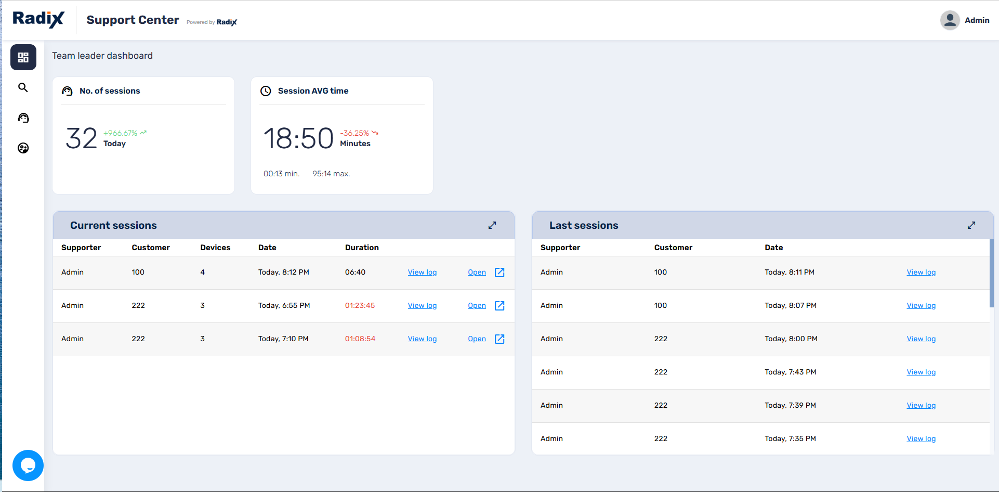 Radix
Support Center Powered by Radix
Admin
Team leader dashboard
No. of sessions
32 +966.67%
Today
Session AVG time
18:50 -36.25%
Minutes
00:13 min. 95:14 max.
Current sessions
Supporter Customer Devices Date Duration
Admin 100 4 Today, 8:12 PM 06:40 View log Open
Admin 222 3 Today, 6:55 PM 01:23:45 View log Open
Admin 222 3 Today, 7:10 PM 01:08:54 View log Open
Last sessions
Supporter Customer Date
Admin 100 Today, 8:11 PM View log
Admin 100 Today, 8:07 PM View log
Admin 222 Today, 8:00 PM View log
Admin 222 Today, 7:43 PM View log
Admin 222 Today, 7:39 PM View log
Admin 222 Today, 7:35 PM View log